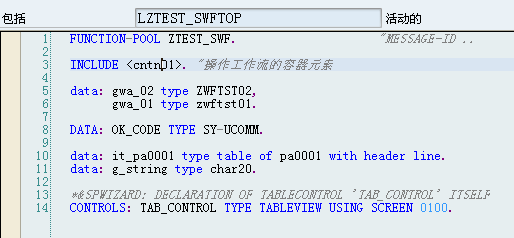 包括 LZTEST_SWFTOP 活动的
1 FUNCTION-POOL ZTEST_SWF. "MESSAGE-ID ..
2
3 INCLUDE <cntn01>. "操作工作流的容器元素
4
5 data: gwa_02 type ZWFTST02,
6 gwa_01 type zwftst01.
7
8 DATA: OK_CODE TYPE SY-UCOMM.
9
10 data: it_pa0001 type table of pa0001 with header line.
11 data: g_string type char20.
12
13 *&SPWIZARD: DECLARATION OF TABLECONTROL 'TAB_CONTROL' ITSELF
14 CONTROLS: TAB_CONTROL TYPE TABLEVIEW USING SCREEN 0100.